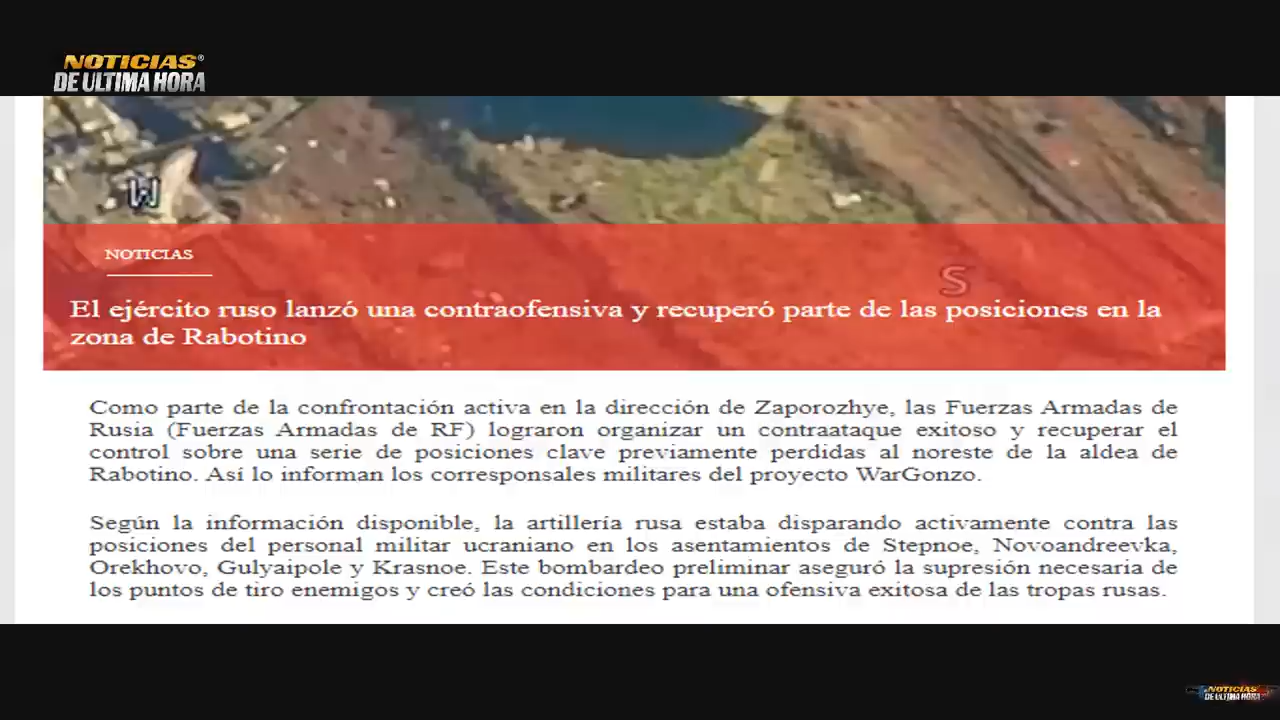 NOTICIAS®
DE ULTIMA HORA
W
NOTICIAS
S
El ejército ruso lanzó una contraofensiva y recuperó parte de las posiciones en la
zona de Rabotino
Como parte de la confrontación activa en la dirección de Zaporozhye, las Fuerzas Armadas de
Rusia (Fuerzas Armadas de RF) lograron organizar un contraataque exitoso y recuperar el
control sobre una serie de posiciones clave previamente perdidas al noreste de la aldea de
Rabotino. Así lo informan los corresponsales militares del proyecto WarGonzo.
Según la información disponible, la artillería rusa estaba disparando activamente contra las
posiciones del personal militar ucraniano en los asentamientos de Stepnoe, Novoandreevka,
Orekhovo, Gulyaipole y Krasnoe. Este bombardeo preliminar aseguró la supresión necesaria de
los puntos de tiro enemigos y creó las condiciones para una ofensiva exitosa de las tropas rusas.
NOTICIAS
DE ULTIMA HORA